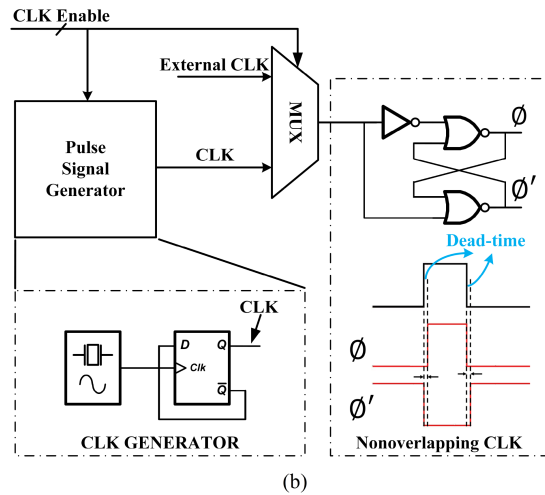 CLK Enable
External CLK
MUX
Pulse
Signal
Generator
CLK
Ø
Ø'
Dead-time
CLK
D Q
Clk
Q̅
CLK GENERATOR
Ø
Ø'
Nonoverlapping CLK
(b)